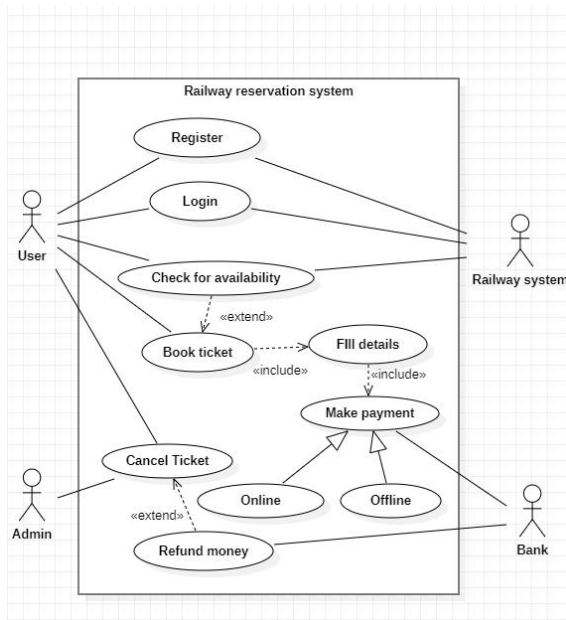 Railway reservation system
Register
Login
User
Check for availability
Railway system
«extend»
Book ticket
FIll details
«include»
«include»
Make payment
Cancel Ticket
Online
Offline
Admin
«extend»
Refund money
Bank